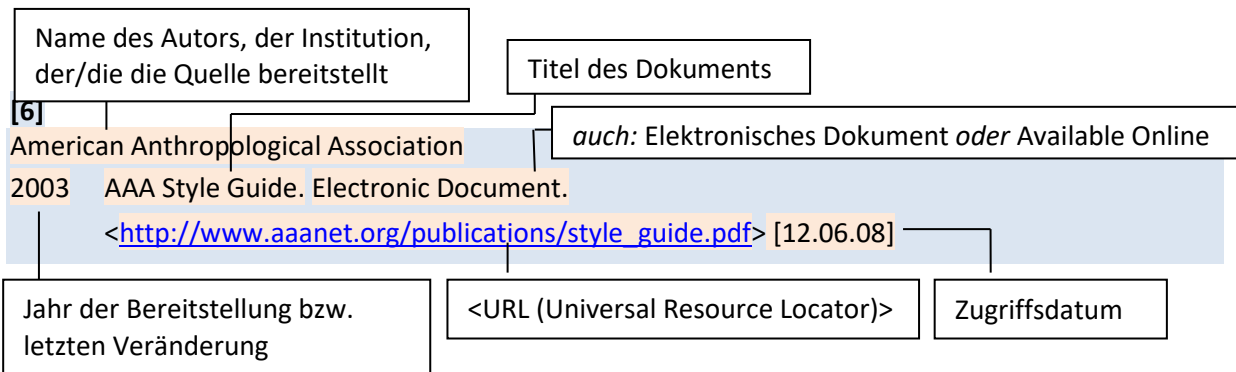 Name des Autors, der Institution,
der/die die Quelle bereitstellt
Titel des Dokuments
[6]
auch: Elektronisches Dokument oder Available Online
American Anthropological Association
2003 AAA Style Guide. Electronic Document.
<http://www.aaanet.org/publications/style_guide.pdf> [12.06.08]
Jahr der Bereitstellung bzw.
letzten Veränderung
<URL (Universal Resource Locator)>
Zugriffsdatum